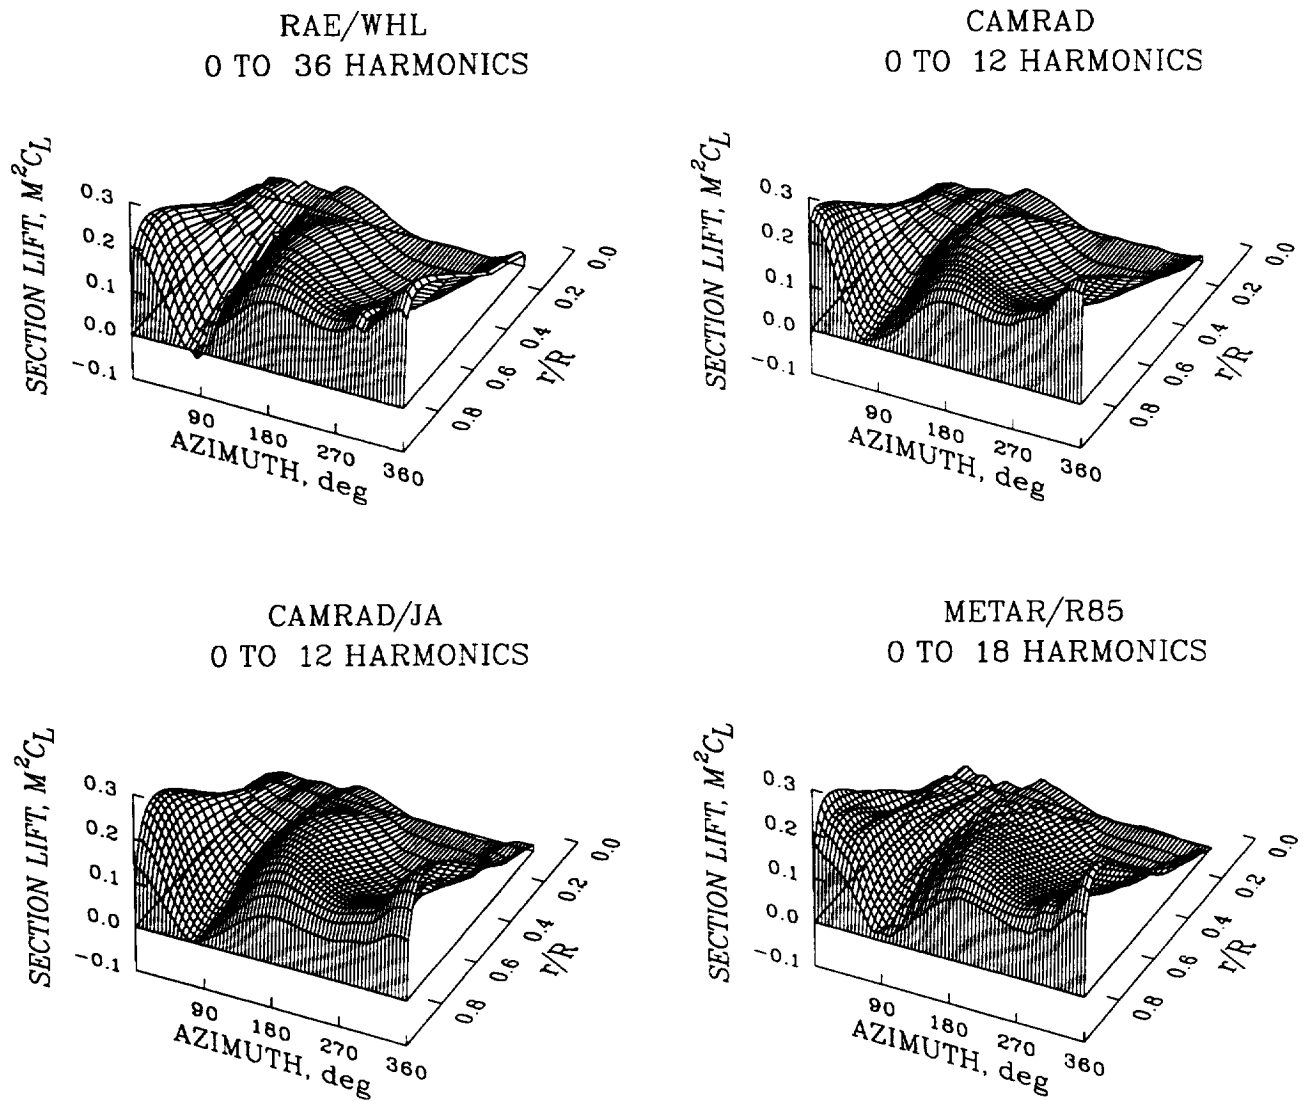 RAE/WHL
0 TO 36 HARMONICS
SECTION LIFT, M²CL
0.3
0.2
0.1
0.0
-0.1
90
180
270
360
AZIMUTH, deg
0.0
0.2
0.4
0.6
0.8
r/R
CAMRAD
0 TO 12 HARMONICS
SECTION LIFT, M²CL
0.3
0.2
0.1
0.0
-0.1
90
180
270
360
AZIMUTH, deg
0.0
0.2
0.4
0.6
0.8
r/R
CAMRAD/JA
0 TO 12 HARMONICS
SECTION LIFT, M²CL
0.3
0.2
0.1
0.0
-0.1
90
180
270
360
AZIMUTH, deg
0.0
0.2
0.4
0.6
0.8
r/R
METAR/R85
0 TO 18 HARMONICS
SECTION LIFT, M²CL
0.3
0.2
0.1
0.0
-0.1
90
180
270
360
AZIMUTH, deg
0.0
0.2
0.4
0.6
0.8
r/R